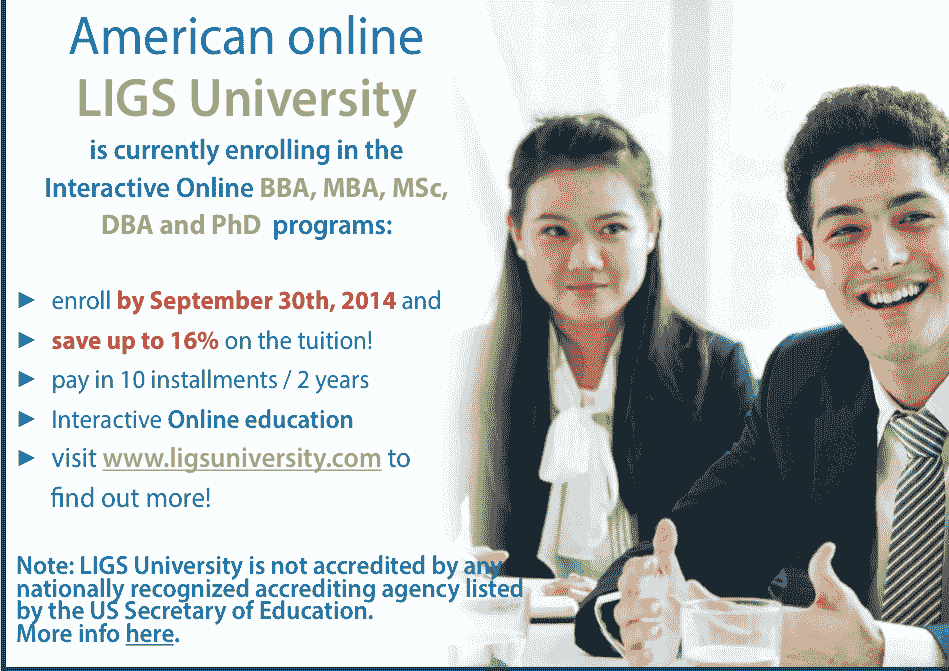 American online
LIGS University
is currently enrolling in the
Interactive Online BBA, MBA, MSc,
DBA and PhD programs:
► enroll by September 30th, 2014 and
► save up to 16% on the tuition!
► pay in 10 installments / 2 years
► Interactive Online education
► visit www.ligsuniversity.com to
find out more!
Note: LIGS University is not accredited by any
nationally recognized accrediting agency listed
by the US Secretary of Education.
More info here.